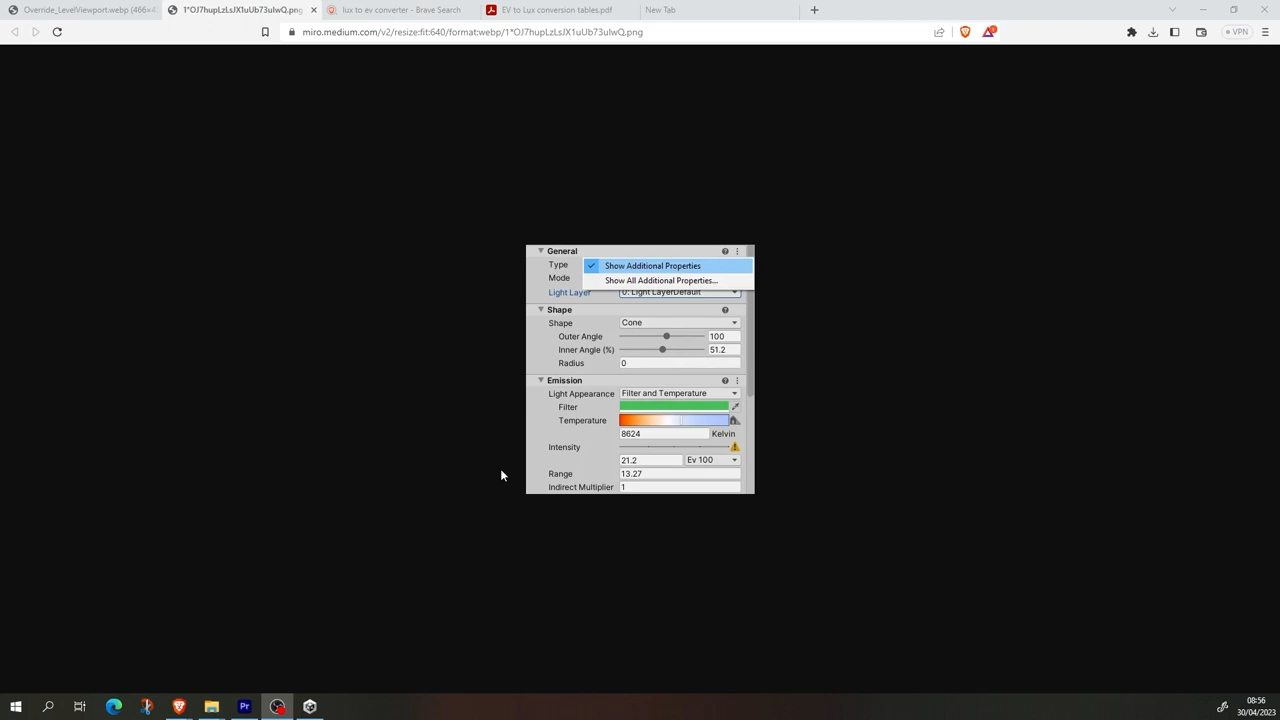 Override_LevelViewport.webp (466×4
1*OJ7hupLzLsJX1uUb73uIwQ.png
lux to ev converter - Brave Search
EV to Lux conversion tables.pdf
New Tab
miro.medium.com/v2/resize:fit:640/format:webp/1*OJ7hupLzLsJX1uUb73uIwQ.png
VPN
General
Type
Show Additional Properties
Mode
Show All Additional Properties...
Light Layer
0: Light LayerDefault
Shape
Shape
Cone
Outer Angle
100
Inner Angle (%)
51.2
Radius
0
Emission
Light Appearance
Filter and Temperature
Filter
Temperature
8624
Kelvin
Intensity
21.2
Ev 100
Range
13.27
Indirect Multiplier
1
Pr
08:56
30/04/2023